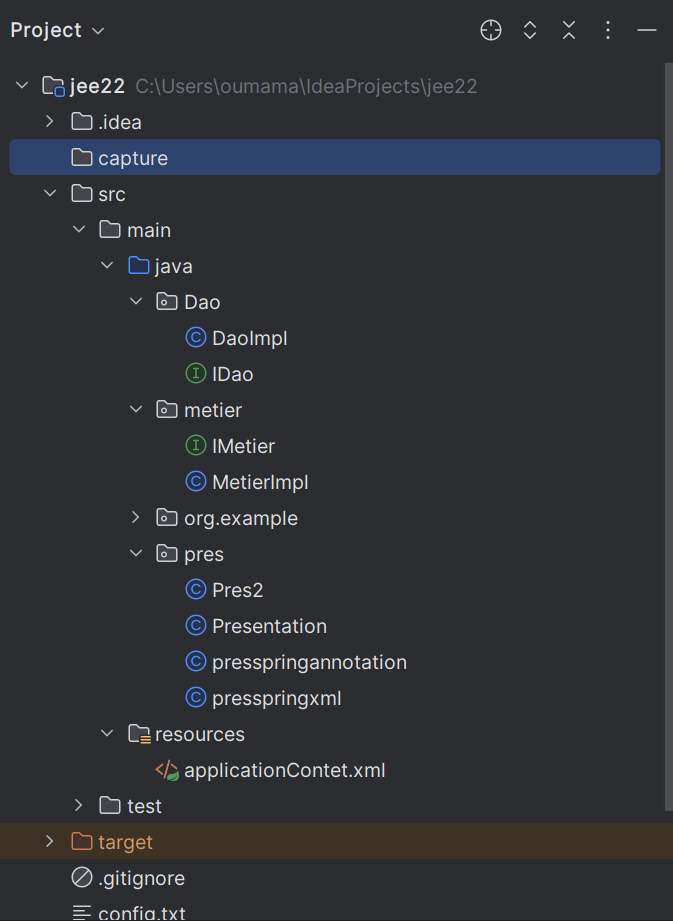 Project
jee22 C:\Users\oumama\IdeaProjects\jee22
.idea
capture
src
main
java
Dao
C DaoImpl
I IDao
metier
I IMetier
C MetierImpl
org.example
pres
C Pres2
C Presentation
C presspringannotation
C presspringxml
resources
applicationContet.xml
test
target
.gitignore
config.txt